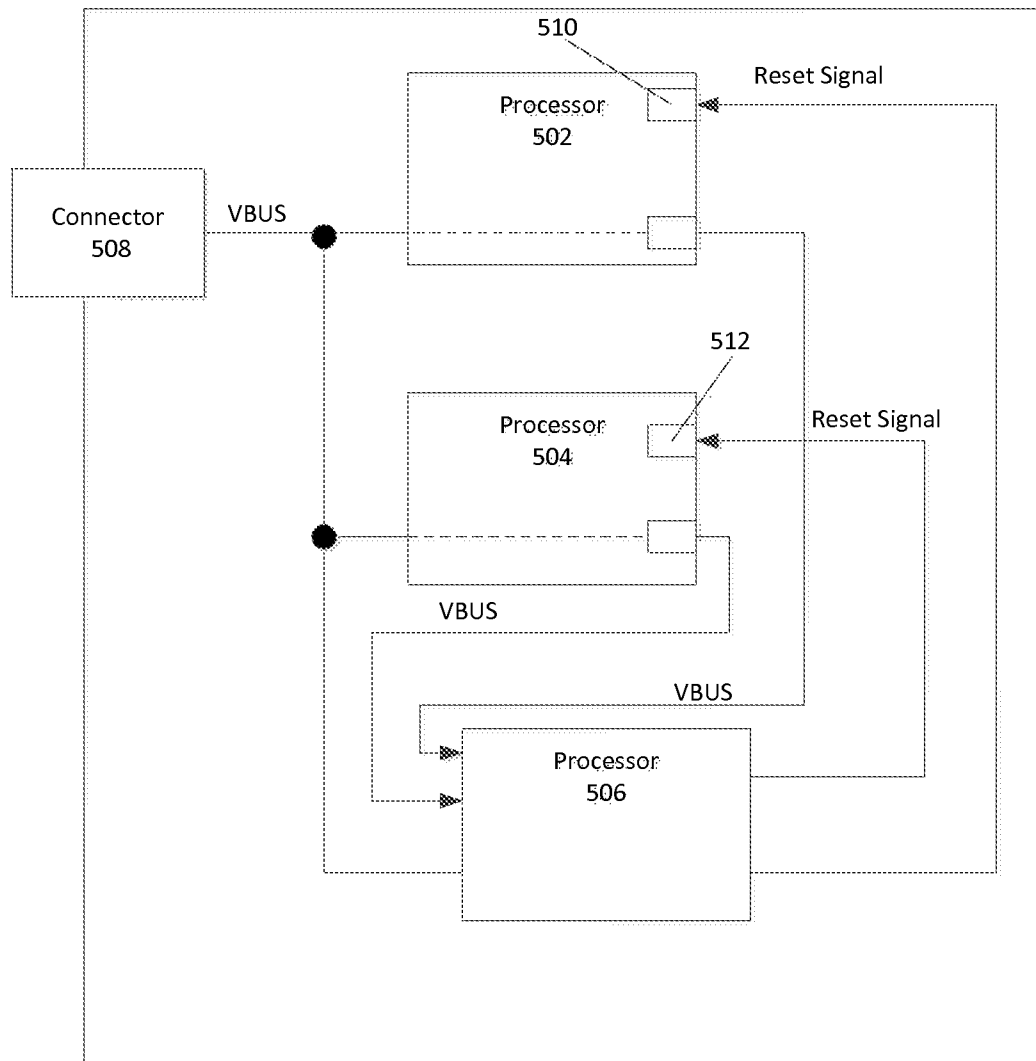 510
Reset Signal
Processor
502
Connector
508
VBUS
512
Processor
504
Reset Signal
VBUS
VBUS
Processor
506